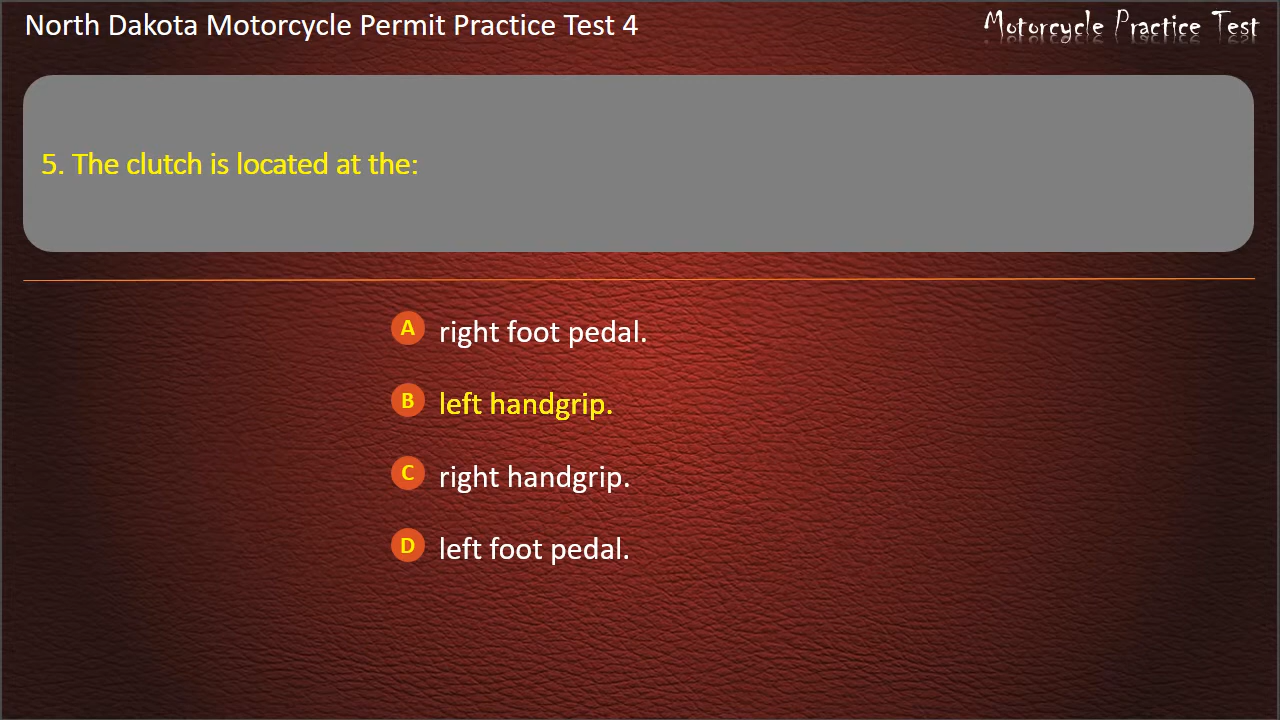 North Dakota Motorcycle Permit Practice Test 4
Motorcycle Practice Test
5. The clutch is located at the:
A right foot pedal.
B left handgrip.
C right handgrip.
D left foot pedal.